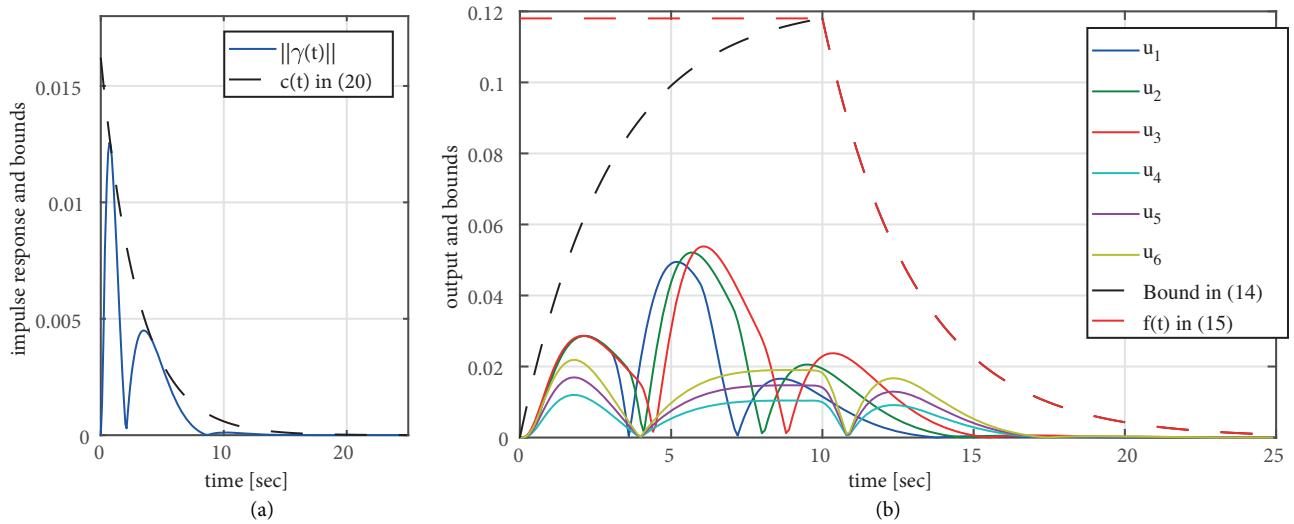 impulse response and bounds
0.015
0.01
0.005
0
0
10
20
time [sec]
(a)
||γ(t)||
c(t) in (20)
output and bounds
0.12
0.1
0.08
0.06
0.04
0.02
0
0
5
10
15
20
25
time [sec]
(b)
u1
u2
u3
u4
u5
u6
Bound in (14)
f(t) in (15)